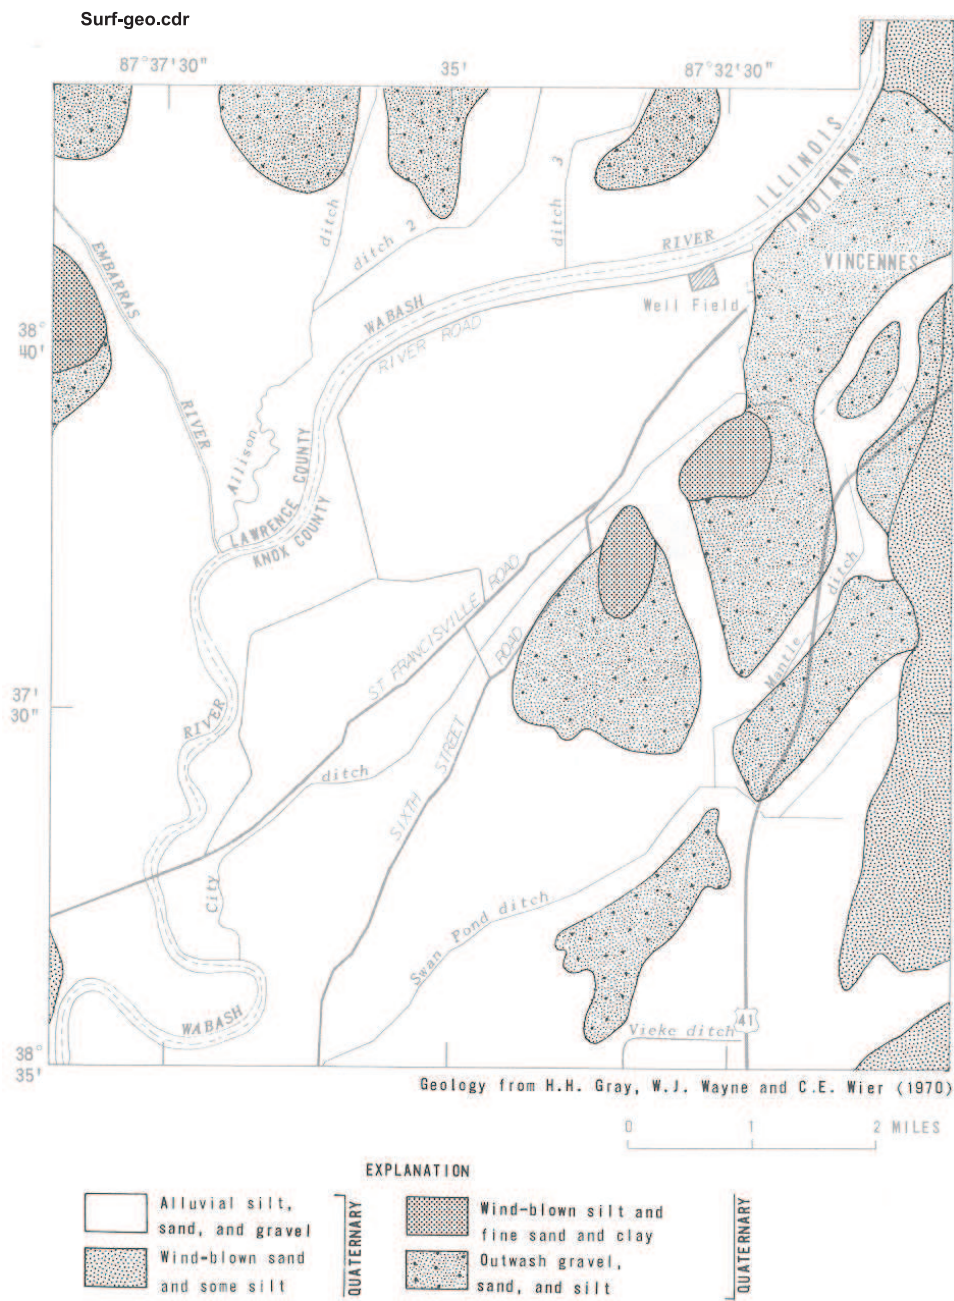 Surf-geo.cdr
87°37'30"
35'
87°32'30"
ILLINOIS
INDIANA
ditch 3
ditch
ditch 2
RIVER
VINCENNES
EMBARRAS
WABASH
RIVER ROAD
Well Field
38°
40'
RIVER
Allison
LAWRENCE COUNTY
KNOX COUNTY
ST FRANCISVILLE ROAD
ROAD
Mantle ditch
37'
30"
RIVER
ditch
SIXTH STREET
City
Swan Pond ditch
WABASH
41
Vieke ditch
38°
35'
Geology from H.H. Gray, W.J. Wayne and C.E. Wier (1970)
0 1 2 MILES
EXPLANATION
Alluvial silt,
sand, and gravel
Wind-blown sand
and some silt
QUATERNARY
Wind-blown silt and
fine sand and clay
Outwash gravel,
sand, and silt
QUATERNARY